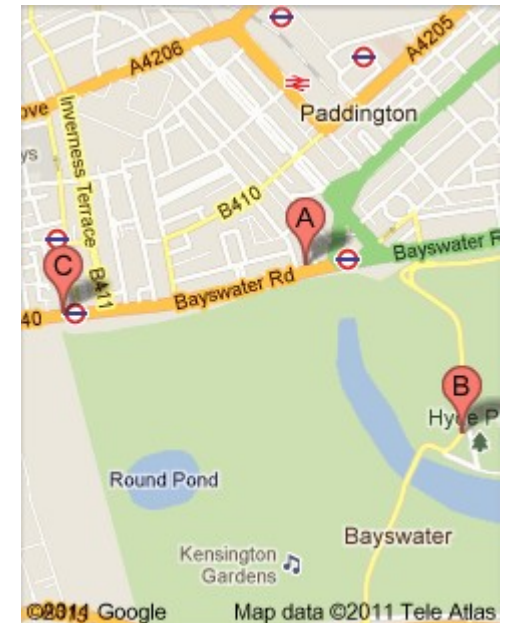 A4206
A4205
ove
Inverness Terrace
Paddington
ys
B410
A
Bayswater R
C
B411
Bayswater Rd
40
B
Hyde P
Round Pond
Bayswater
Kensington
Gardens
Google
Map data ©2011 Tele Atlas